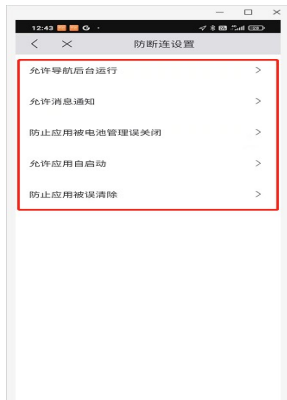 12:43
防断连设置
允许导航后台运行
允许消息通知
防止应用被电池管理误关闭
允许应用自启动
防止应用被误清除